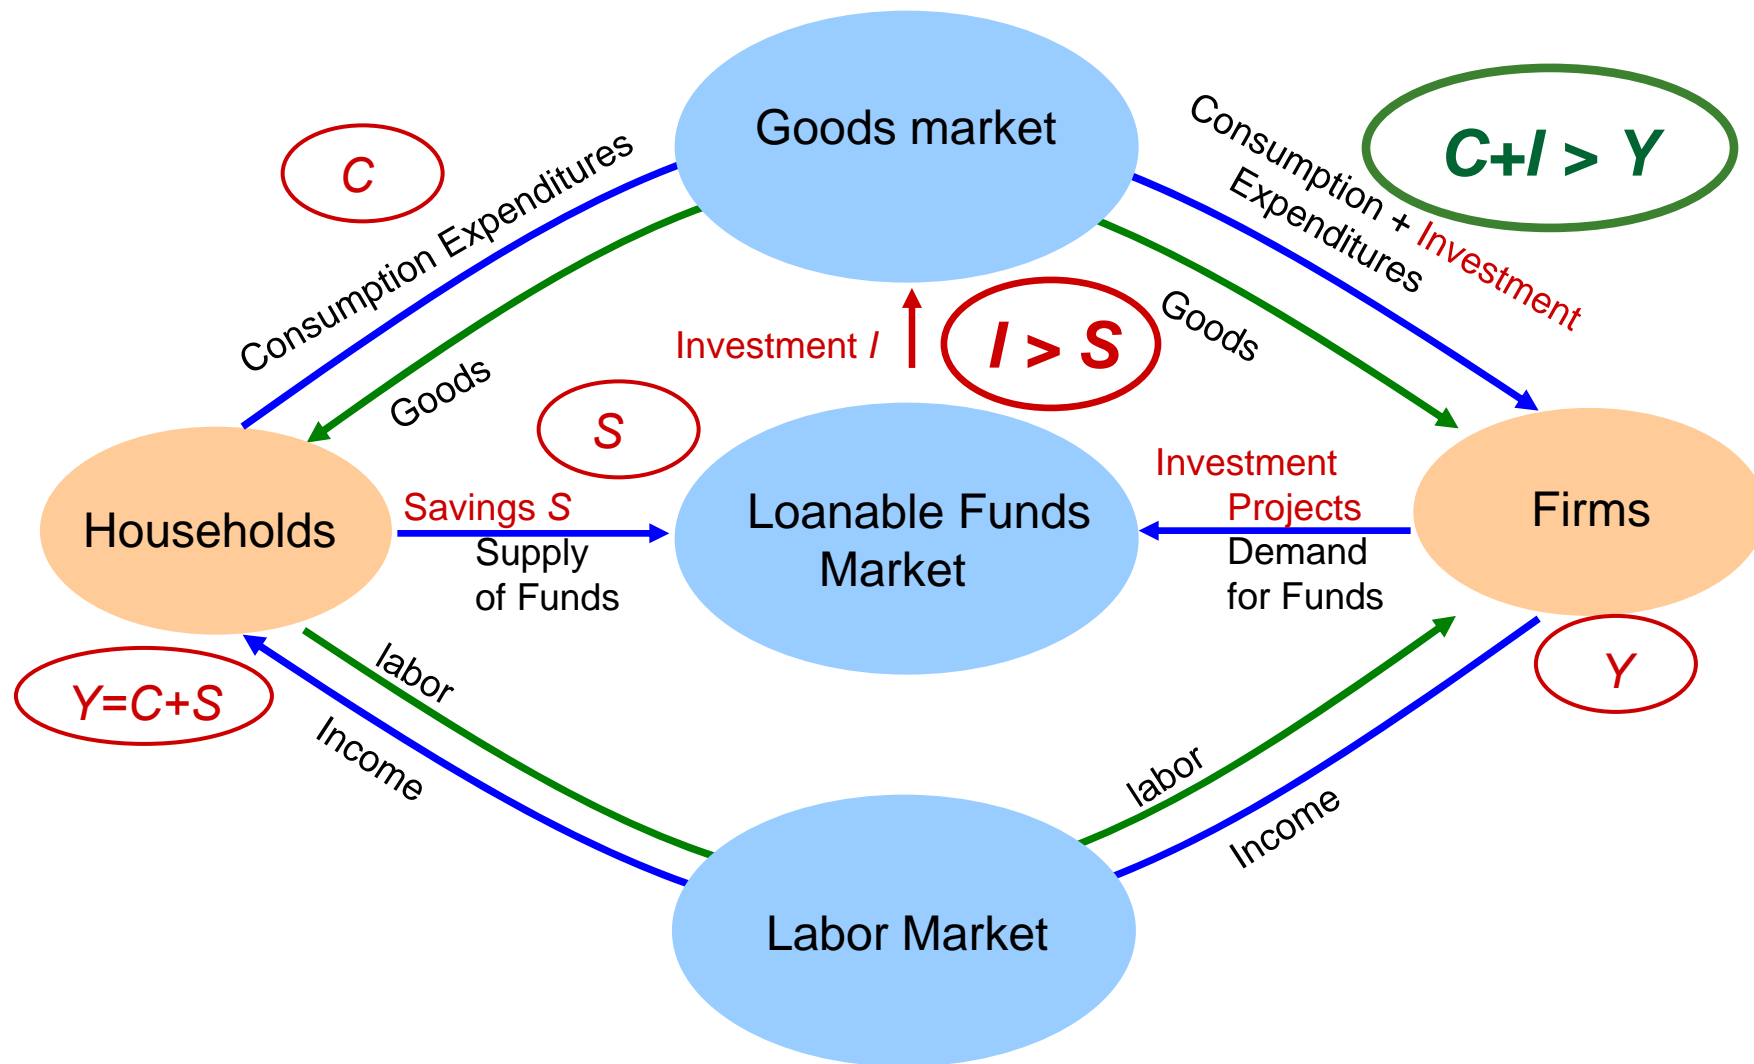 Goods market
C
Consumption Expenditures
Goods
Consumption + Investment
Expenditures
C+I > Y
Goods
Investment I
I > S
S
Households
Savings S
Supply
of Funds
Loanable Funds
Market
Investment
Projects
Demand
for Funds
Firms
Y=C+S
labor
Income
Y
labor
Income
Labor Market